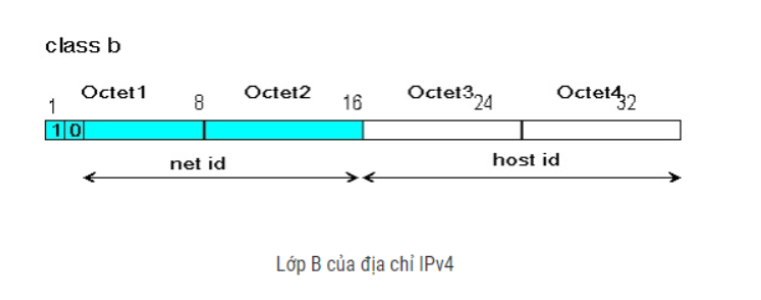 class b
Octet1 Octet2 Octet3 Octet4
1 8 16 24 32
1 0
net id host id
Lớp B của địa chỉ IPv4